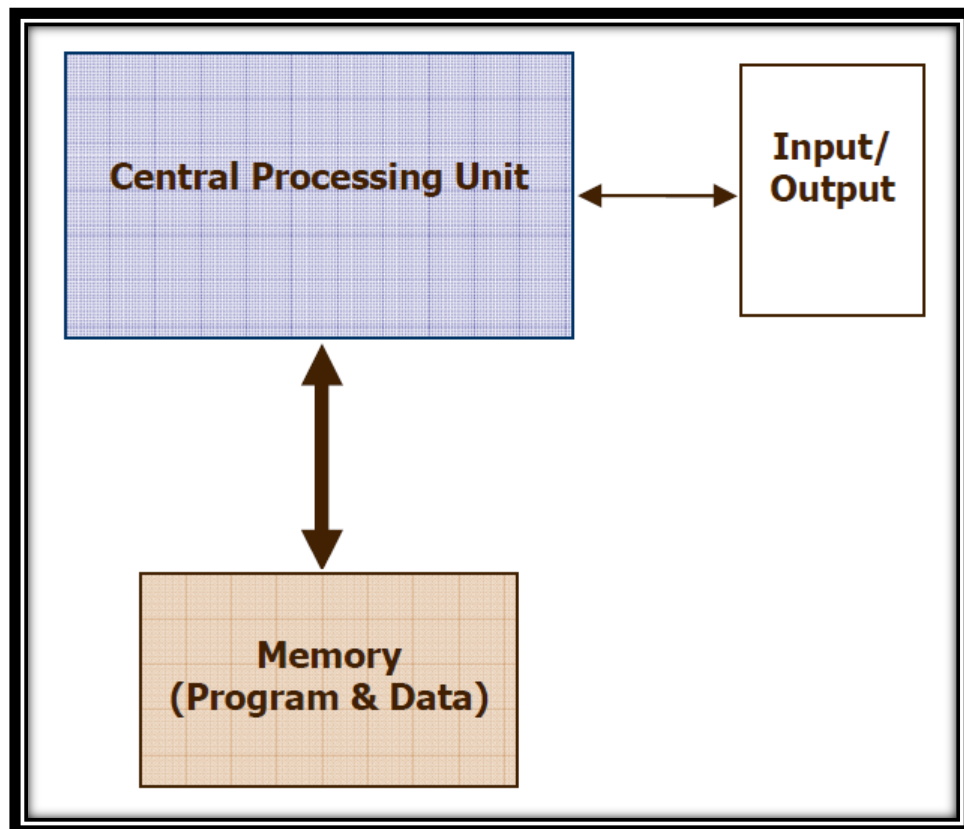 Central Processing Unit
Input/
Output
Memory
(Program & Data)